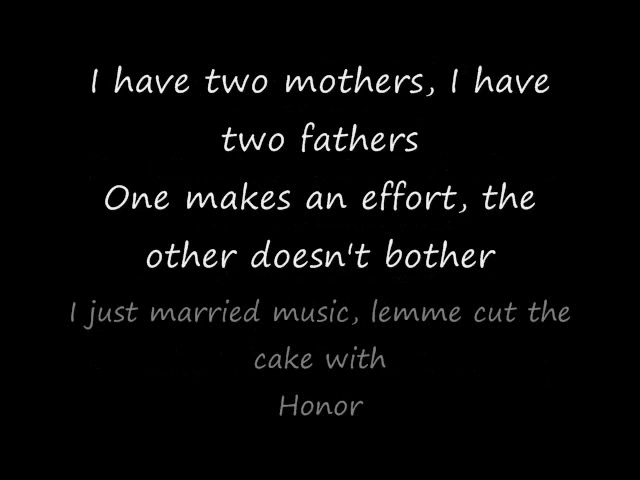 I have two mothers, I have
two fathers
One makes an effort, the
other doesn't bother
I just married music, lemme cut the
cake with
Honor